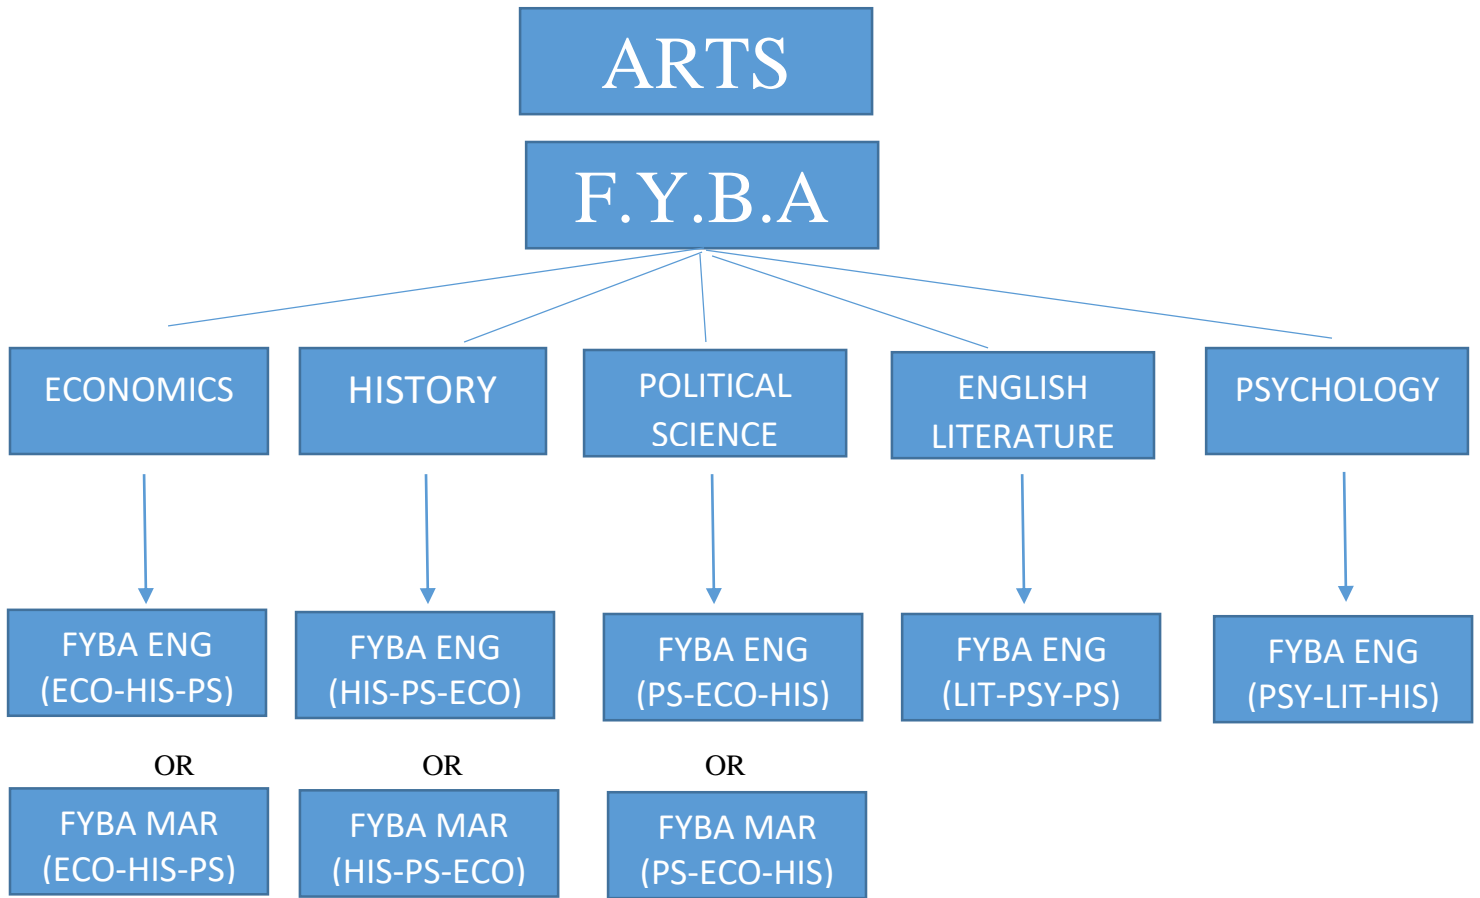 ARTS
F.Y.B.A
ECONOMICS
HISTORY
POLITICAL
SCIENCE
ENGLISH
LITERATURE
PSYCHOLOGY
FYBA ENG
(ECO-HIS-PS)
FYBA ENG
(HIS-PS-ECO)
FYBA ENG
(PS-ECO-HIS)
FYBA ENG
(LIT-PSY-PS)
FYBA ENG
(PSY-LIT-HIS)
OR
OR
OR
FYBA MAR
(ECO-HIS-PS)
FYBA MAR
(HIS-PS-ECO)
FYBA MAR
(PS-ECO-HIS)